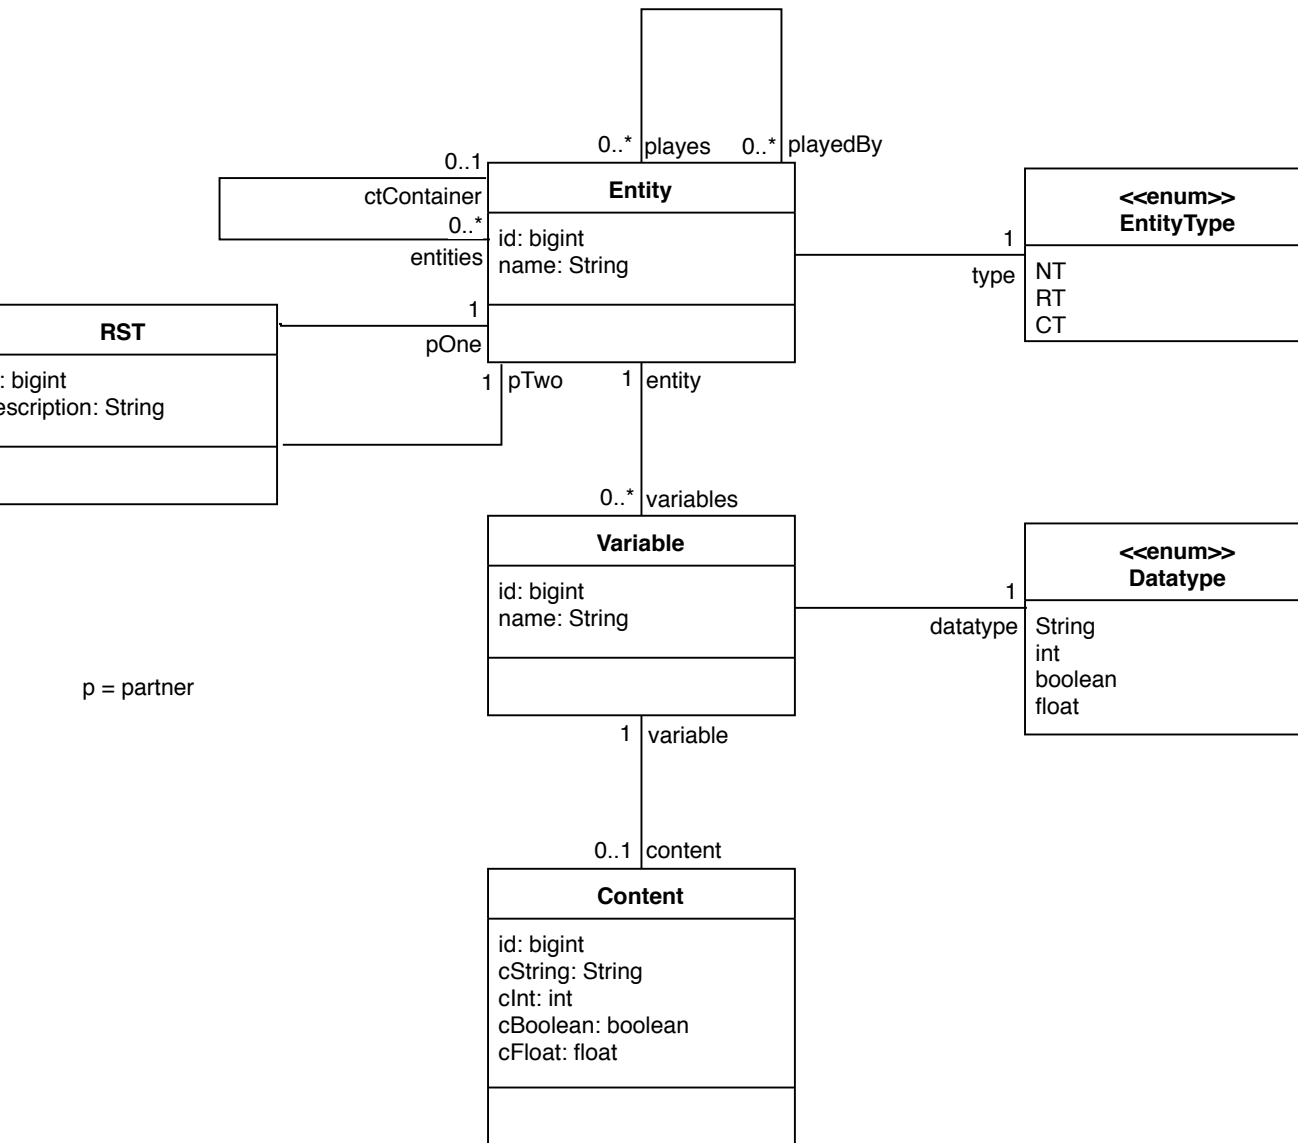 0..* playes 0..* playedBy
0..1
ctContainer
0..*
entities
Entity
id: bigint
name: String
1
type
<<enum>>
EntityType
NT
RT
CT
RST
: bigint
escription: String
1
pOne
1 pTwo
1 entity
0..* variables
Variable
id: bigint
name: String
1
datatype
<<enum>>
Datatype
String
int
boolean
float
p = partner
1 variable
0..1 content
Content
id: bigint
cString: String
cInt: int
cBoolean: boolean
cFloat: float